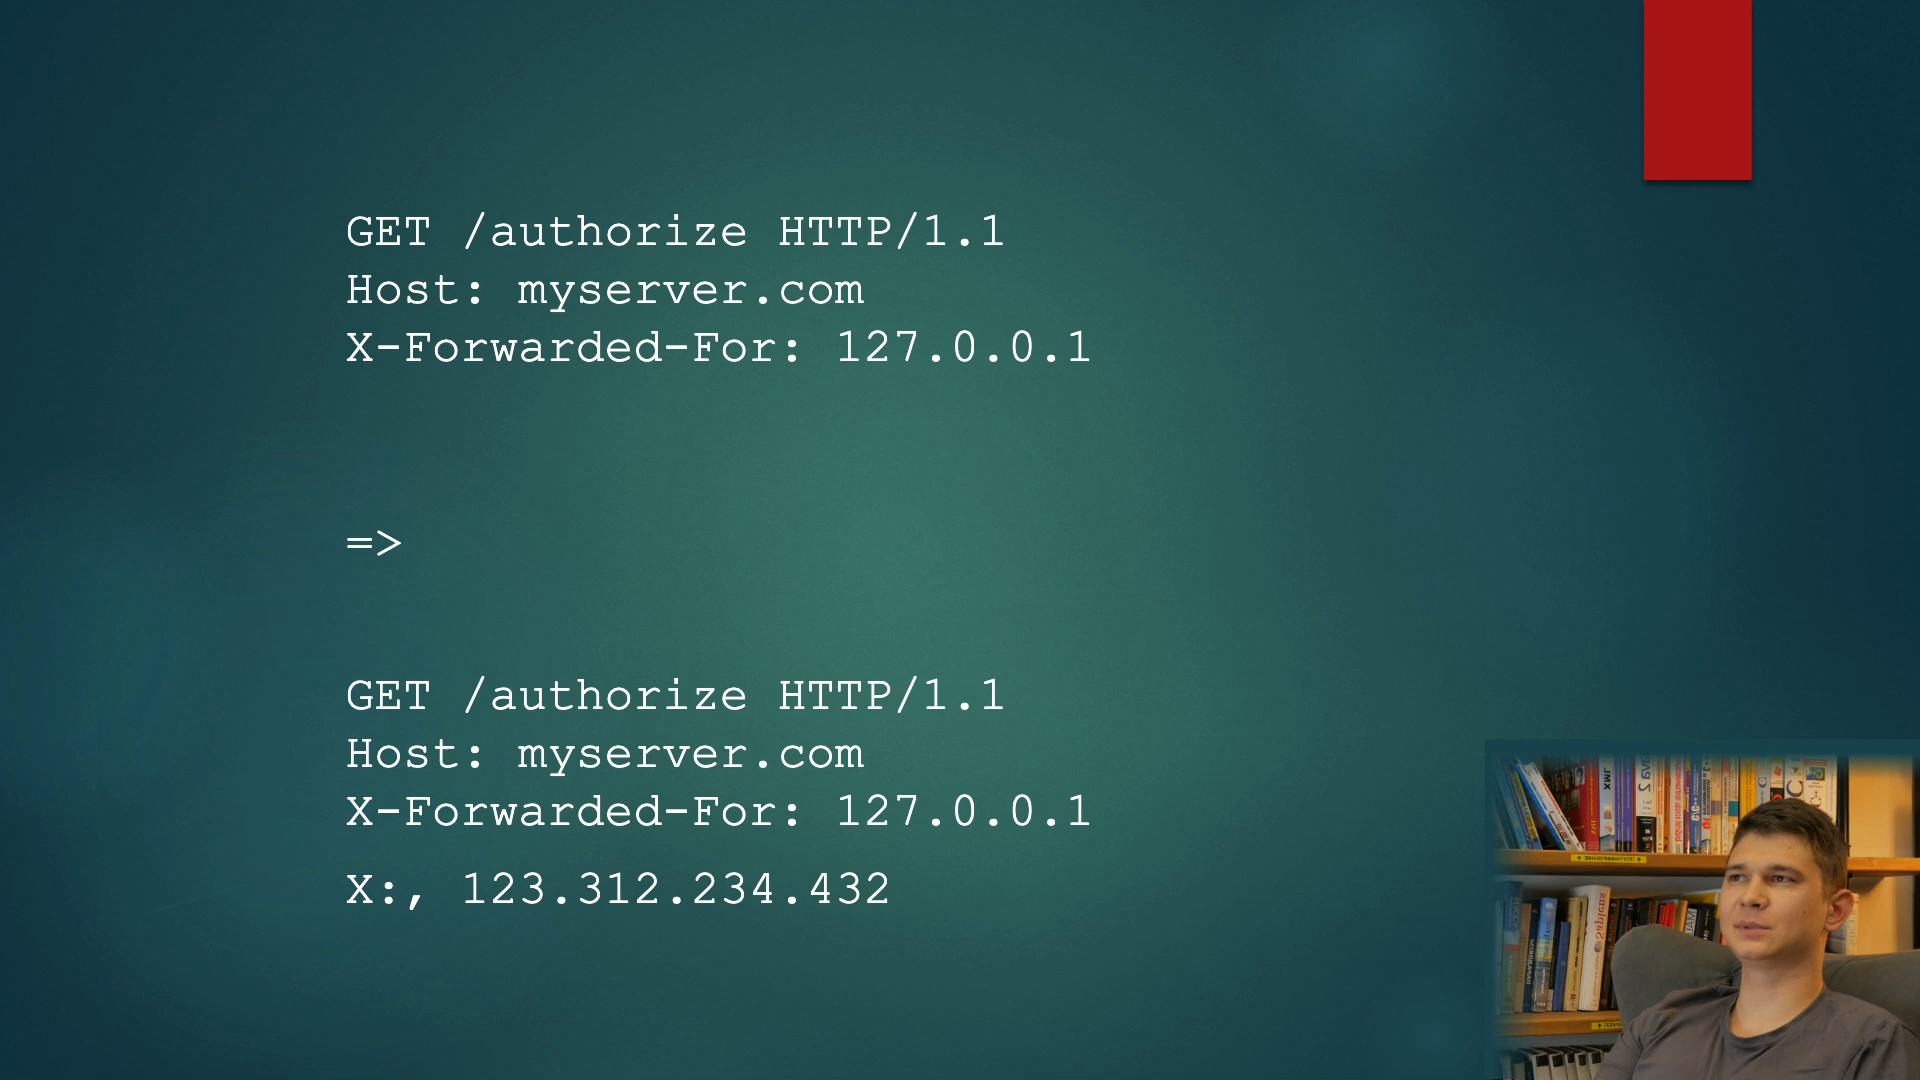 GET /authorize HTTP/1.1
Host: myserver.com
X-Forwarded-For: 127.0.0.1
=>
GET /authorize HTTP/1.1
Host: myserver.com
X-Forwarded-For: 127.0.0.1
X:, 123.312.234.432
Sapiens